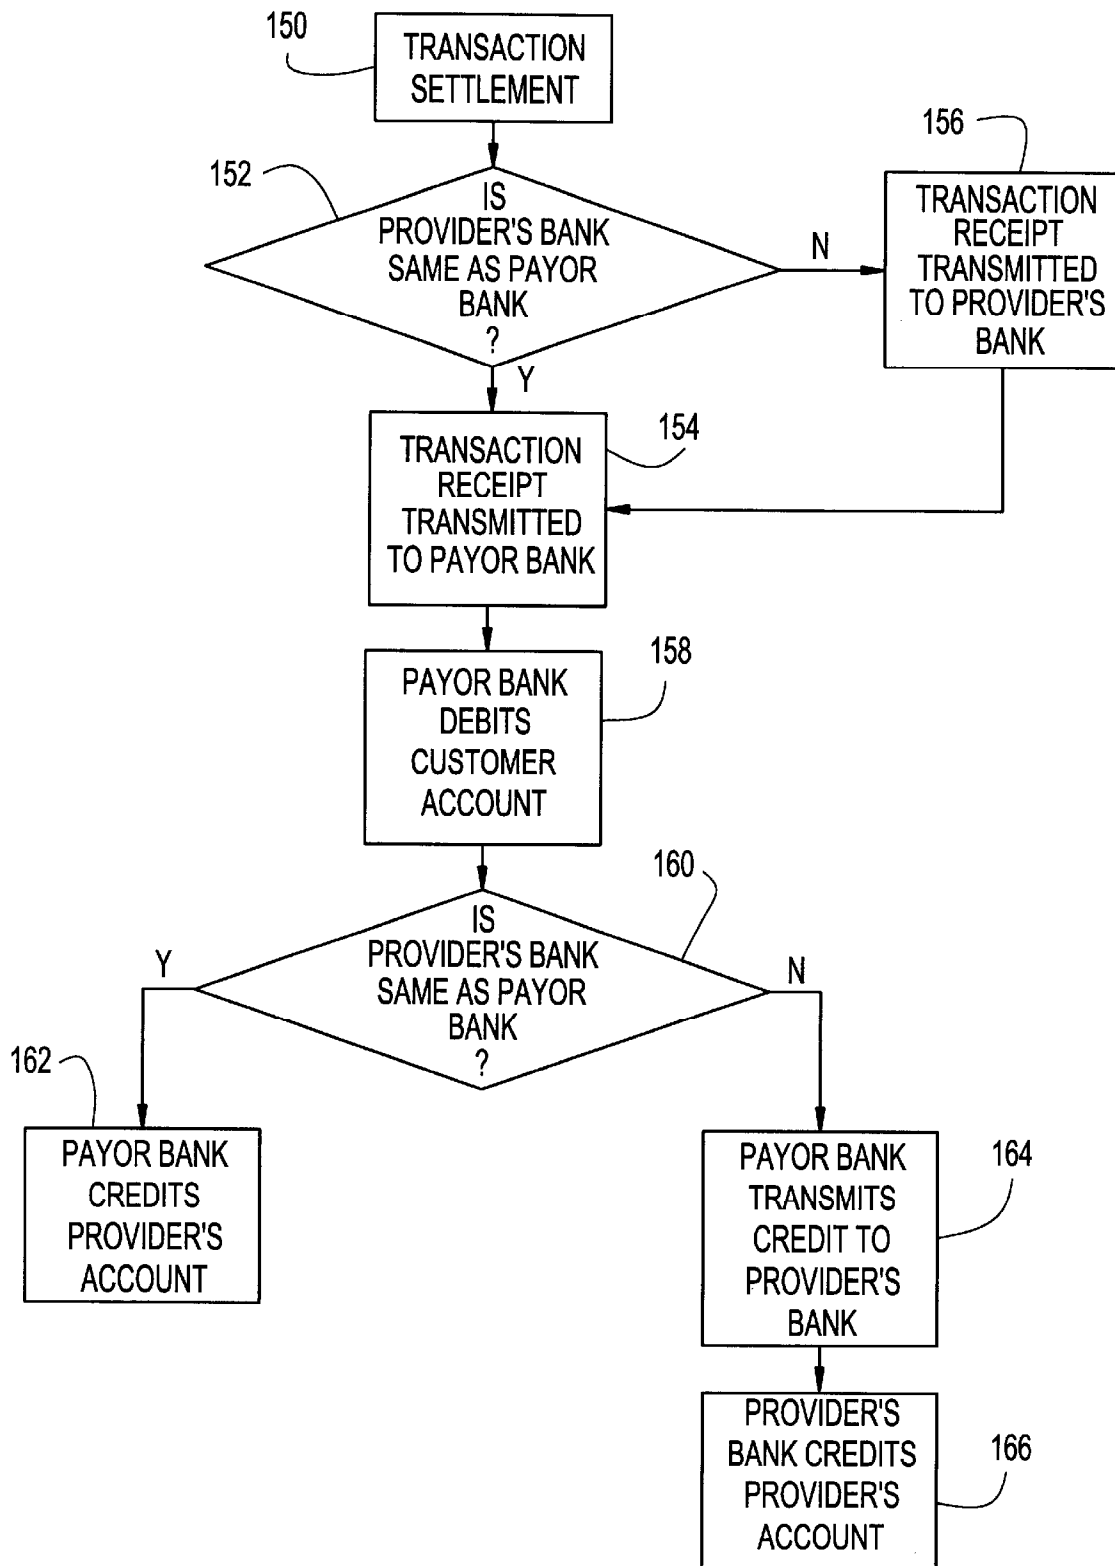 150
TRANSACTION
SETTLEMENT
152
IS
PROVIDER'S BANK
SAME AS PAYOR
BANK
?
N
Y
156
TRANSACTION
RECEIPT
TRANSMITTED
TO PROVIDER'S
BANK
154
TRANSACTION
RECEIPT
TRANSMITTED
TO PAYOR BANK
158
PAYOR BANK
DEBITS
CUSTOMER
ACCOUNT
160
IS
PROVIDER'S BANK
SAME AS PAYOR
BANK
?
Y
N
162
PAYOR BANK
CREDITS
PROVIDER'S
ACCOUNT
164
PAYOR BANK
TRANSMITS
CREDIT TO
PROVIDER'S
BANK
166
PROVIDER'S
BANK CREDITS
PROVIDER'S
ACCOUNT